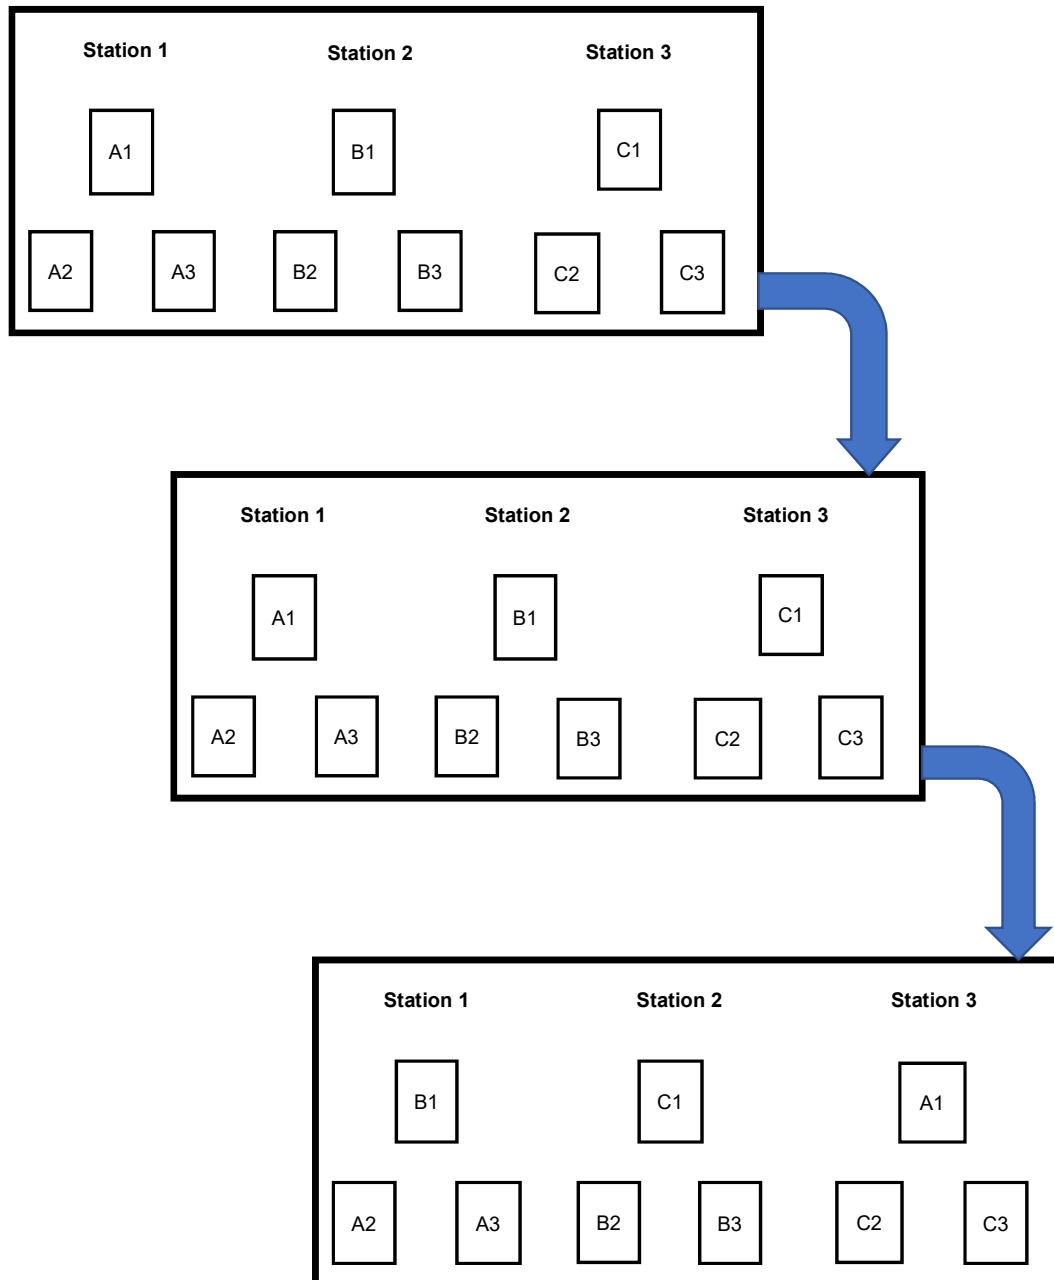 Station 1 Station 2 Station 3
A1 B1 C1
A2 A3 B2 B3 C2 C3
Station 1 Station 2 Station 3
A1 B1 C1
A2 A3 B2 B3 C2 C3
Station 1 Station 2 Station 3
B1 C1 A1
A2 A3 B2 B3 C2 C3